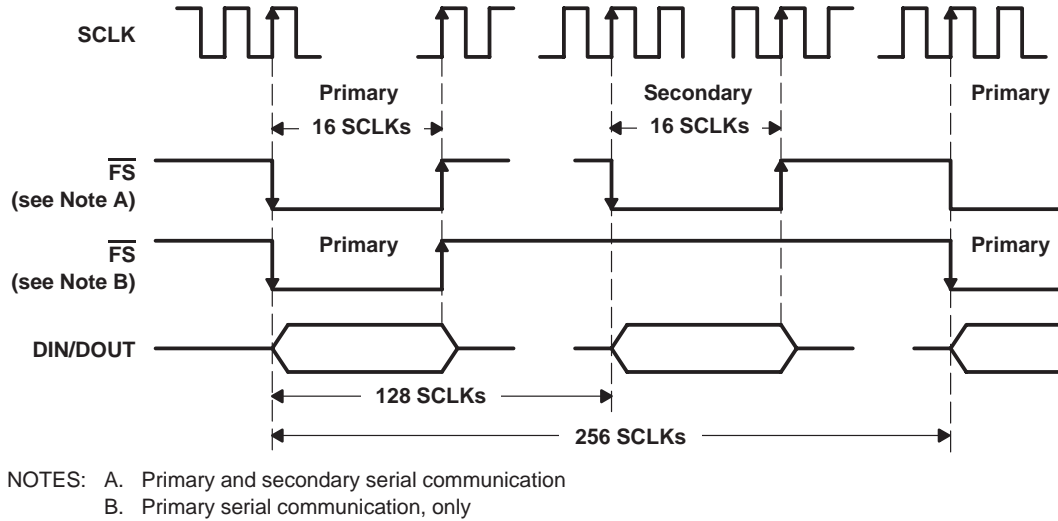 SCLK
Primary Secondary Primary
16 SCLKs 16 SCLKs
FS
(see Note A)
FS Primary Primary
(see Note B)
DIN/DOUT
128 SCLKs
256 SCLKs
NOTES: A. Primary and secondary serial communication
B. Primary serial communication, only